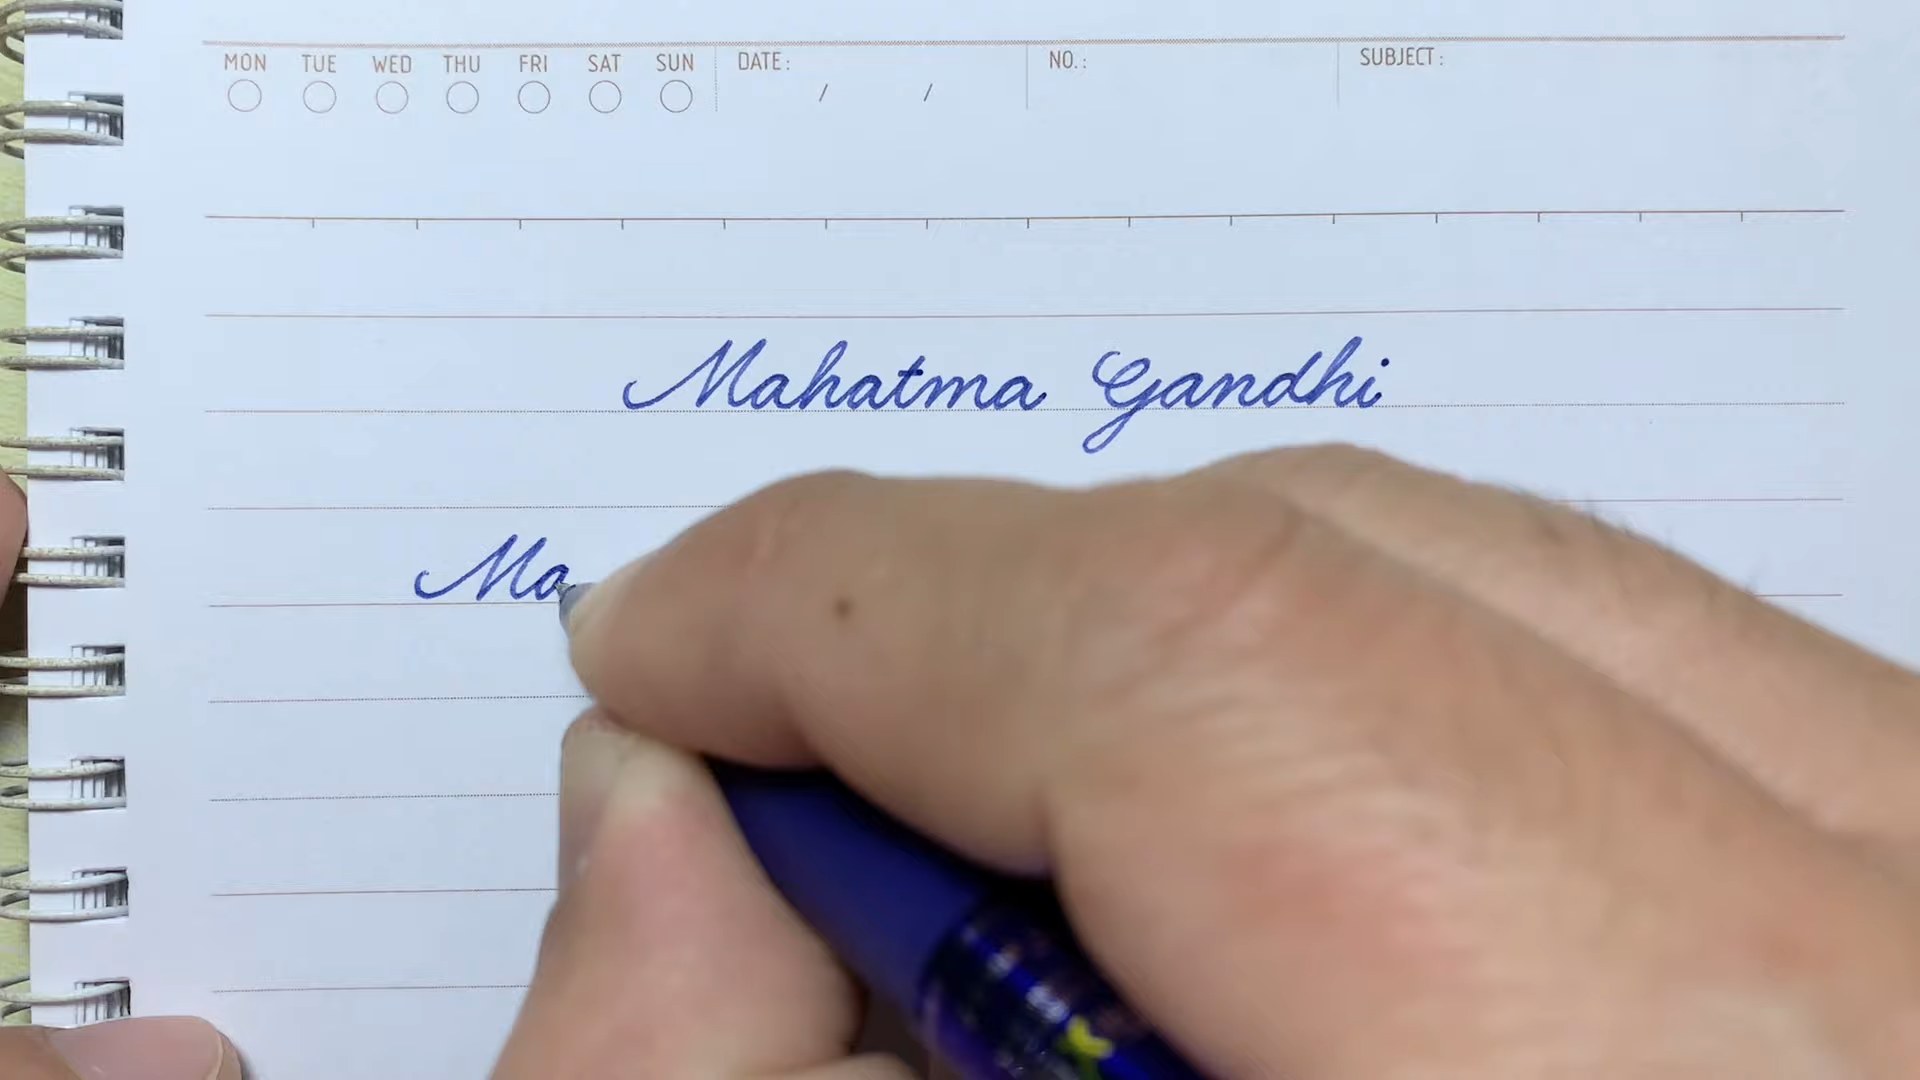 MON TUE WED THU FRI SAT SUN DATE: / / NO.: SUBJECT:
Mahatma Gandhi
Ma